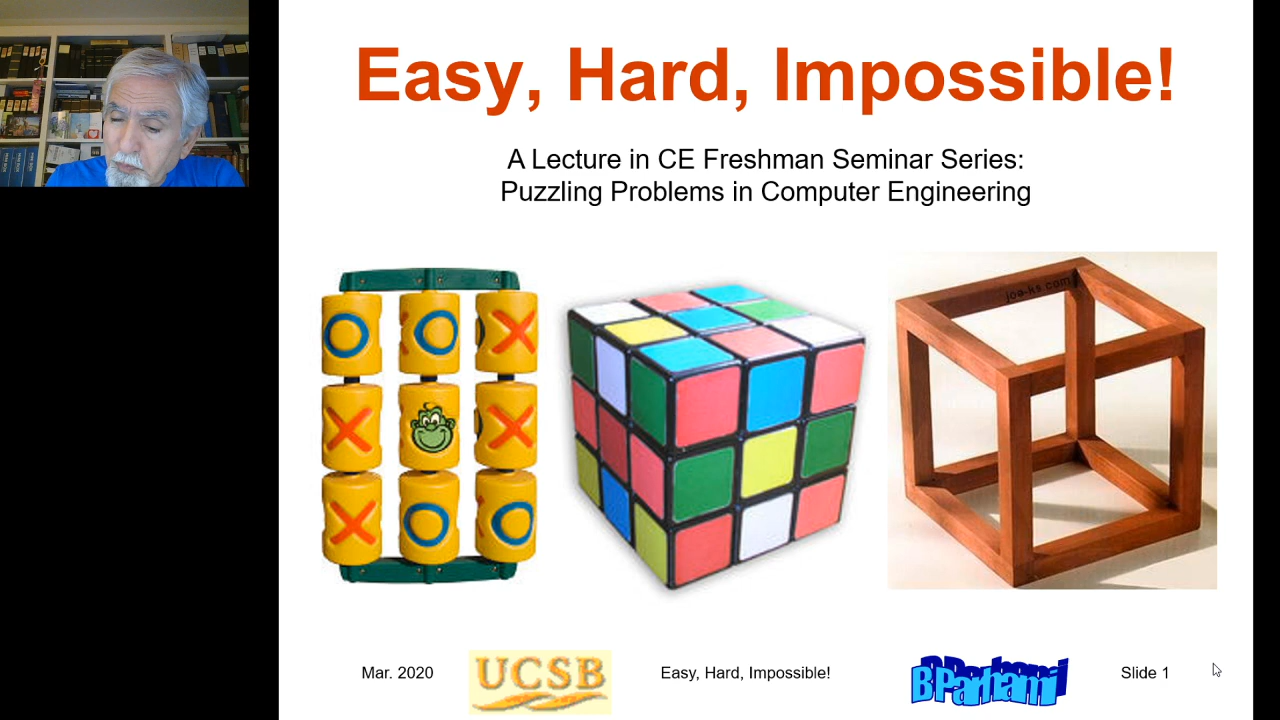 Easy, Hard, Impossible!
A Lecture in CE Freshman Seminar Series:
Puzzling Problems in Computer Engineering
joe-ks.com
O O X
X X
X O O
Mar. 2020
UCSB
Easy, Hard, Impossible!
BParhami
Slide 1